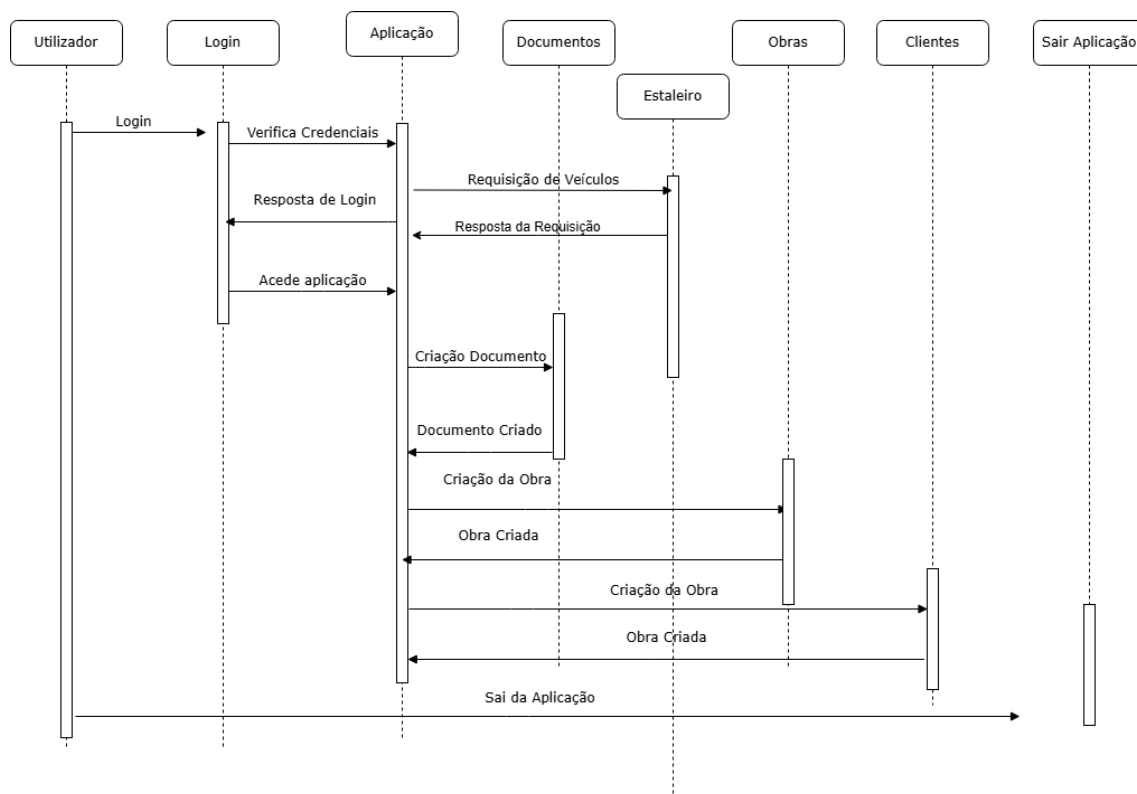 Utilizador
Login
Aplicação
Documentos
Obras
Clientes
Sair Aplicação
Estaleiro
Login
Verifica Credenciais
Requisição de Veículos
Resposta de Login
Resposta da Requisição
Acede aplicação
Criação Documento
Documento Criado
Criação da Obra
Obra Criada
Criação da Obra
Obra Criada
Sai da Aplicação